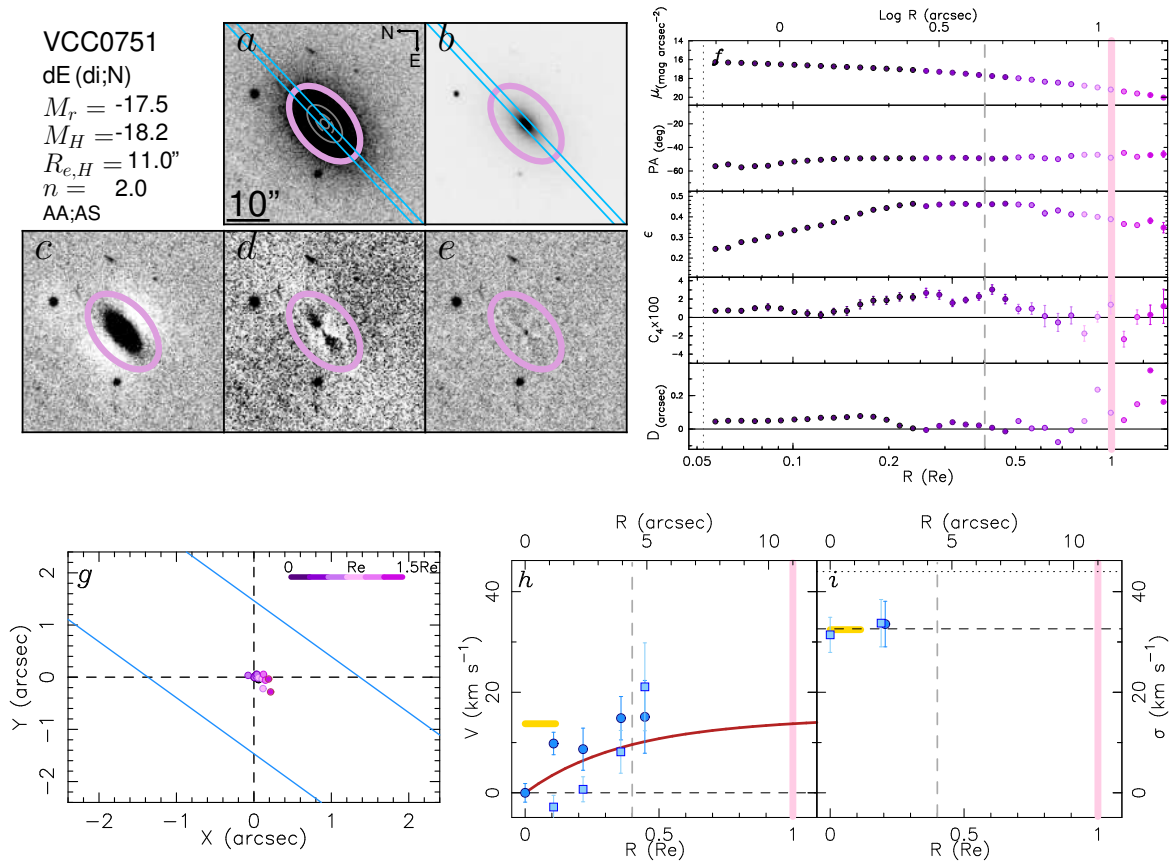 VCC0751
dE (di;N)
M_r = -17.5
M_H = -18.2
R_e,H = 11.0"
n = 2.0
AA;AS
a
N
E
10"
b
c
d
e
Log R (arcsec)
0 0.5 1
f
μ(mag arcsec⁻²)
14
16
18
20
PA (deg)
−20
−40
−60
ε
0.5
0.4
0.3
0.2
C₄x100
4
2
0
−2
−4
D (arcsec)
0.2
0
0.05 0.1 0.2 0.5 1
R (Re)
g
0 Re 1.5Re
Y (arcsec)
2
1
0
−1
−2
−2 −1 0 1 2
X (arcsec)
R (arcsec)
0 5 10
h
V (km s⁻¹)
40
20
0
0 0.5 1
R (Re)
R (arcsec)
0 5 10
i
σ (km s⁻¹)
40
20
0
0 0.5 1
R (Re)